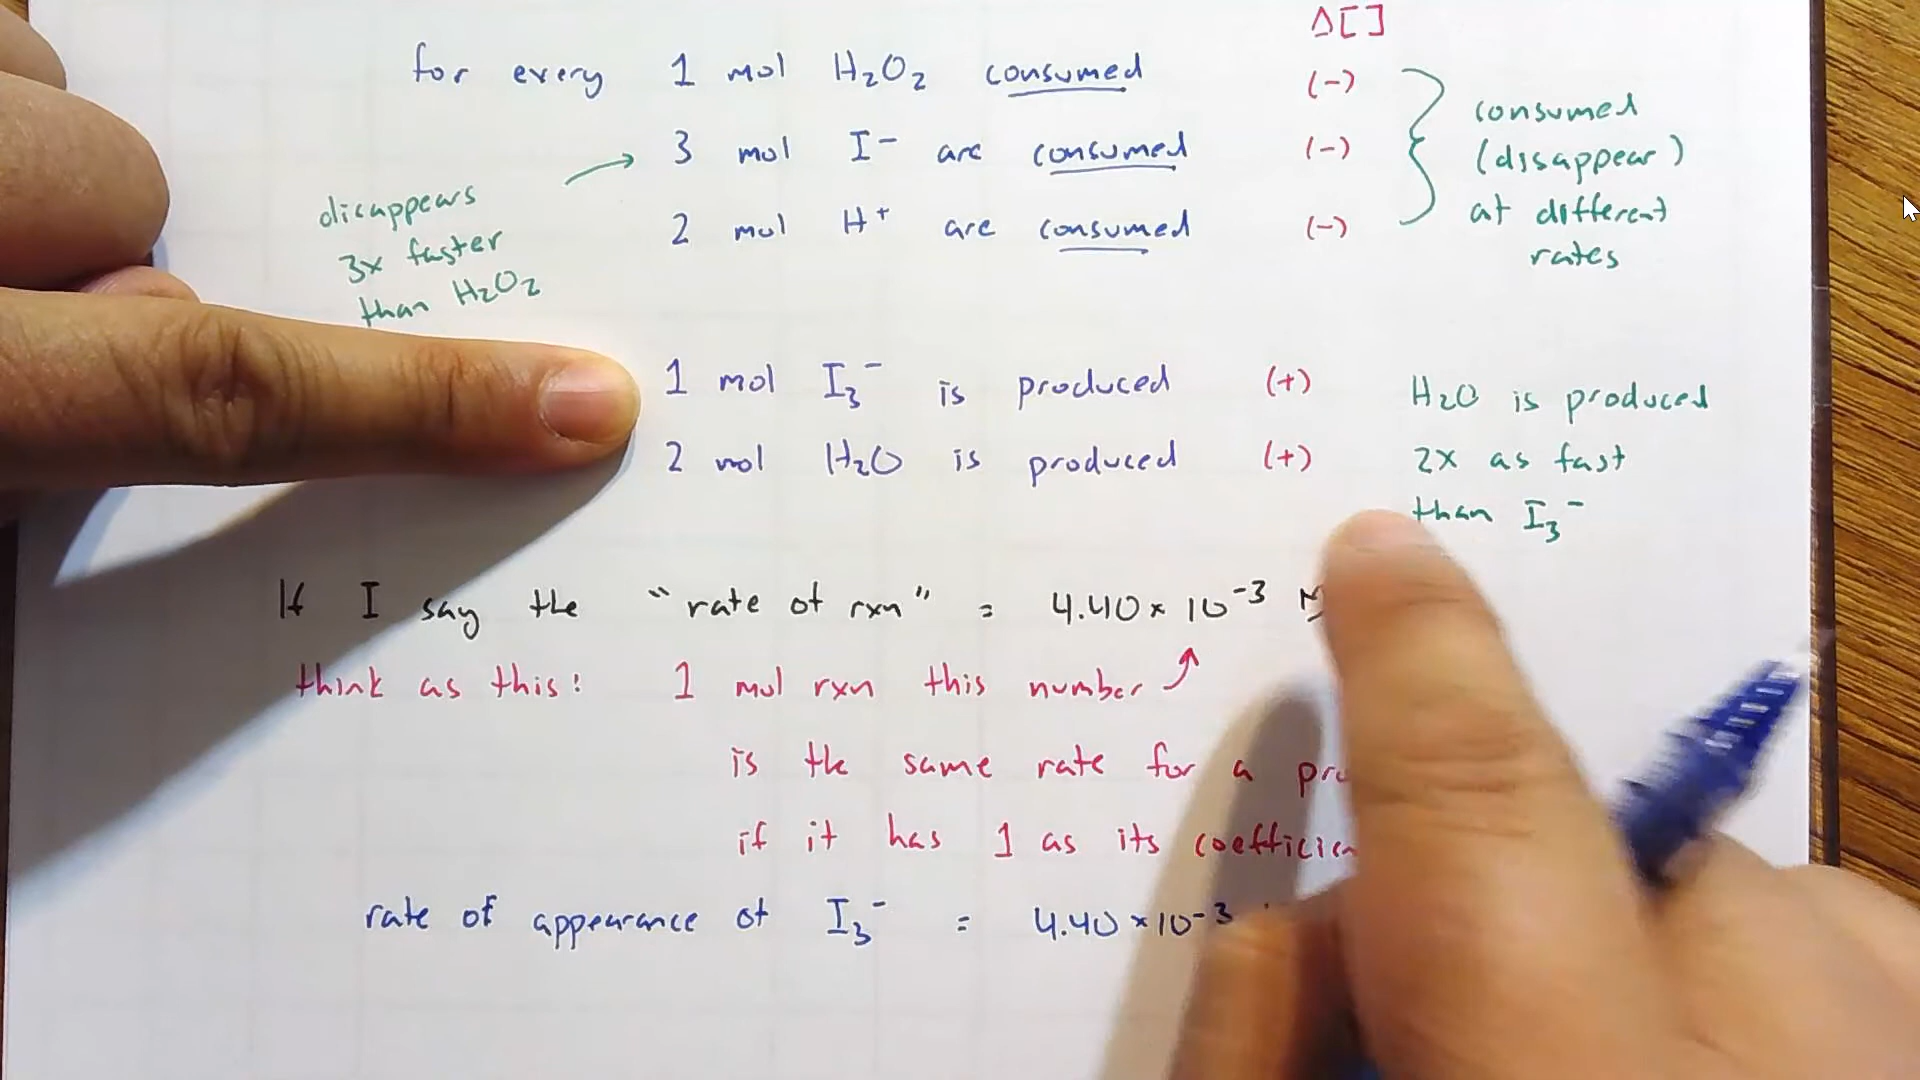 Δ[]
for every 1 mol H₂O₂ consumed (-)
3 mol I⁻ are consumed (-)
2 mol H⁺ are consumed (-)
consumed
(disappear)
at different
rates
disappears
3x faster
than H₂O₂
1 mol I₃⁻ is produced (+)
2 mol H₂O is produced (+)
H₂O is produced
2x as fast
than I₃⁻
If I say the "rate of rxn" = 4.40 × 10⁻³
think as this: 1 mol rxn this number
is the same rate for a
if it has 1 as its
rate of appearance of I₃⁻ = 4.40 × 10⁻³